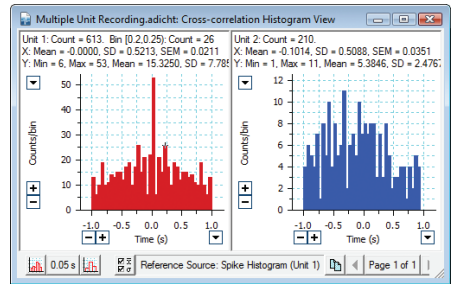 Multiple Unit Recording.adicht: Cross-correlation Histogram View
Unit 1: Count = 613. Bin [0.2,0.25): Count = 26
X: Mean = -0.0000, SD = 0.5213, SEM = 0.0211
Y: Min = 6, Max = 53, Mean = 15.3250, SD = 7.785
Counts/bin
50
40
30
20
10
0
-1.0 -0.5 0.0 0.5 1.0
Time (s)
Unit 2: Count = 210.
X: Mean = -0.1014, SD = 0.5088, SEM = 0.0351
Y: Min = 1, Max = 11, Mean = 5.3846, SD = 2.4767
Counts/bin
12
10
8
6
4
2
0
-1.0 -0.5 0.0 0.5 1.0
Time (s)
0.05 s
Reference Source: Spike Histogram (Unit 1)
Page 1 of 1